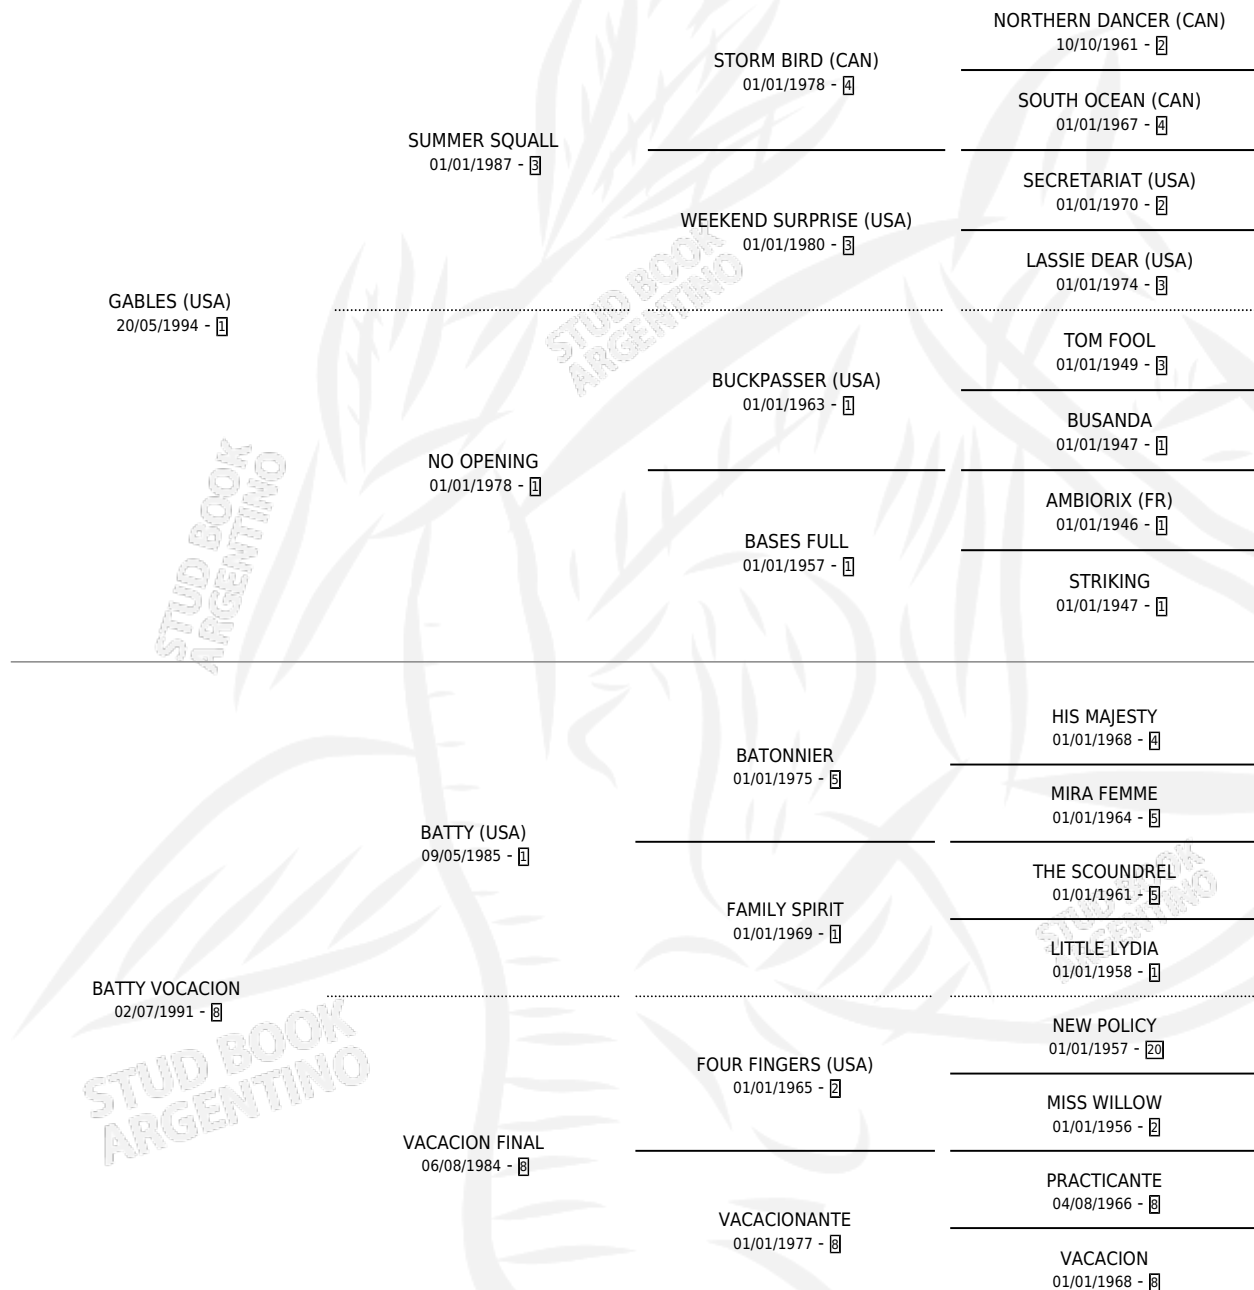 NORTHERN DANCER (CAN)
10/10/1961 - 2
STORM BIRD (CAN)
01/01/1978 - 4
SOUTH OCEAN (CAN)
01/01/1967 - 4
SUMMER SQUALL
01/01/1987 - 3
SECRETARIAT (USA)
01/01/1970 - 2
WEEKEND SURPRISE (USA)
01/01/1980 - 3
LASSIE DEAR (USA)
01/01/1974 - 3
GABLES (USA)
20/05/1994 - 1
TOM FOOL
01/01/1949 - 3
BUCKPASSER (USA)
01/01/1963 - 1
BUSANDA
01/01/1947 - 1
NO OPENING
01/01/1978 - 1
AMBIORIX (FR)
01/01/1946 - 1
BASES FULL
01/01/1957 - 1
STRIKING
01/01/1947 - 1
HIS MAJESTY
01/01/1968 - 4
BATONNIER
01/01/1975 - 5
MIRA FEMME
01/01/1964 - 5
BATTY (USA)
09/05/1985 - 1
THE SCOUNDREL
01/01/1961 - 5
FAMILY SPIRIT
01/01/1969 - 1
LITTLE LYDIA
01/01/1958 - 1
BATTY VOCACION
02/07/1991 - 8
NEW POLICY
01/01/1957 - 20
FOUR FINGERS (USA)
01/01/1965 - 2
MISS WILLOW
01/01/1956 - 2
VACACION FINAL
06/08/1984 - 8
PRACTICANTE
04/08/1966 - 8
VACACIONANTE
01/01/1977 - 8
VACACION
01/01/1968 - 8
STUD BOOK
ARGENTINO
STUD BOOK
ARGENTINO
STUD BOOK
ARGENTINO
STUD BOOK
ARGENTINO